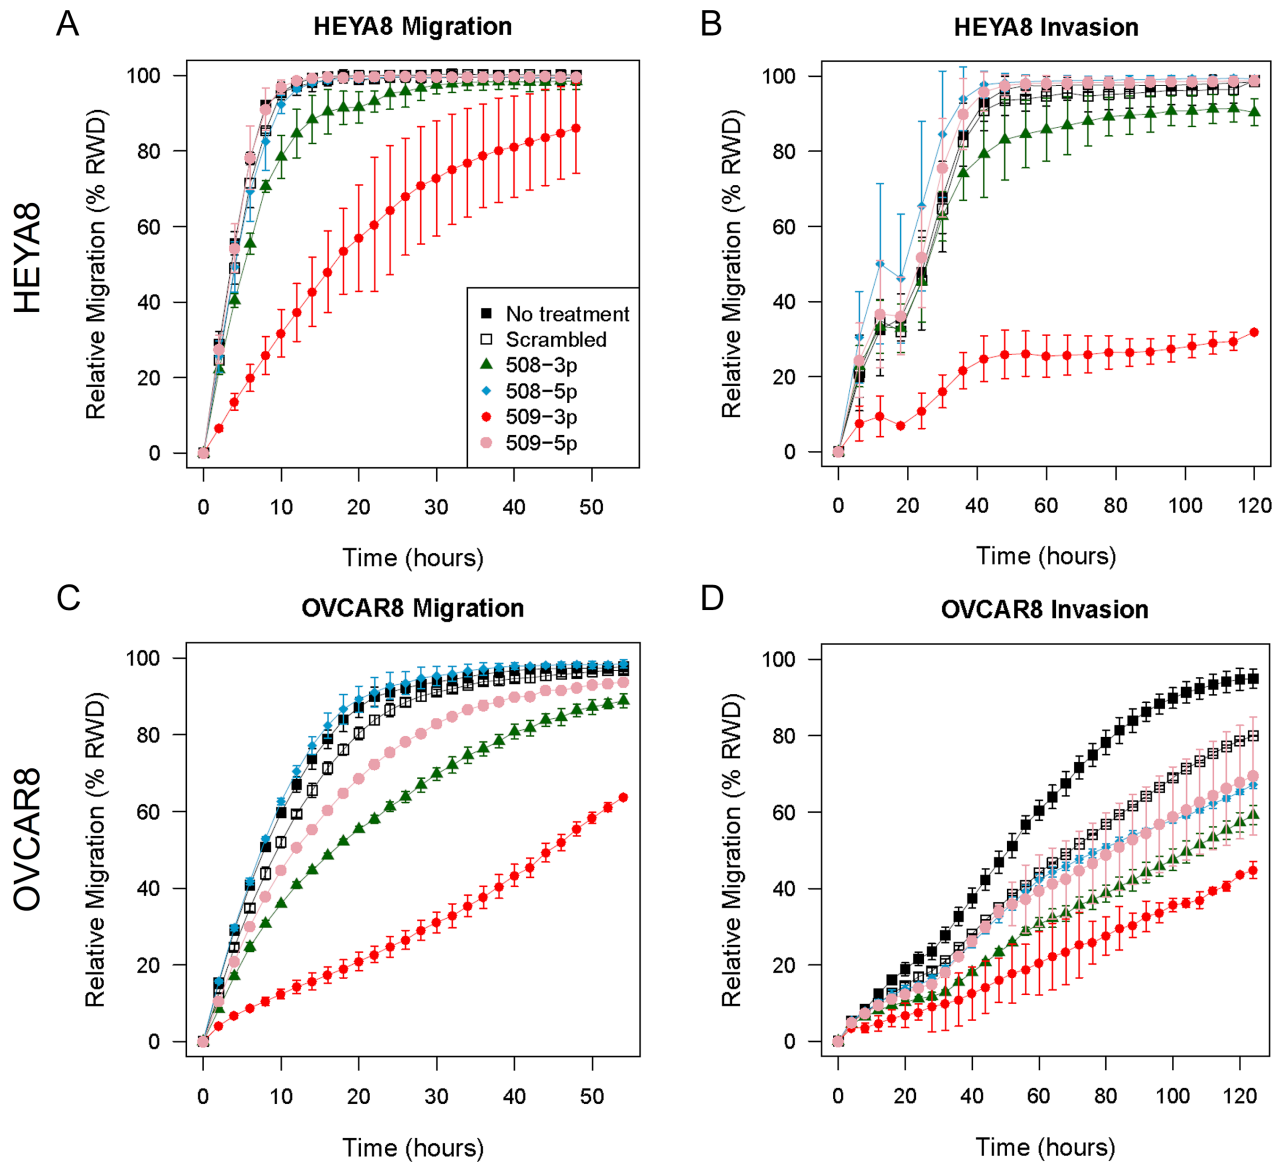 A
HEYA8 Migration
HEYA8
Relative Migration (% RWD)
100
80
60
40
20
0
0 10 20 30 40 50
Time (hours)
No treatment
Scrambled
508−3p
508−5p
509−3p
509−5p
B
HEYA8 Invasion
Relative Migration (% RWD)
100
80
60
40
20
0
0 20 40 60 80 100 120
Time (hours)
C
OVCAR8 Migration
OVCAR8
Relative Migration (% RWD)
100
80
60
40
20
0
0 10 20 30 40 50
Time (hours)
D
OVCAR8 Invasion
Relative Migration (% RWD)
100
80
60
40
20
0
0 20 40 60 80 100 120
Time (hours)